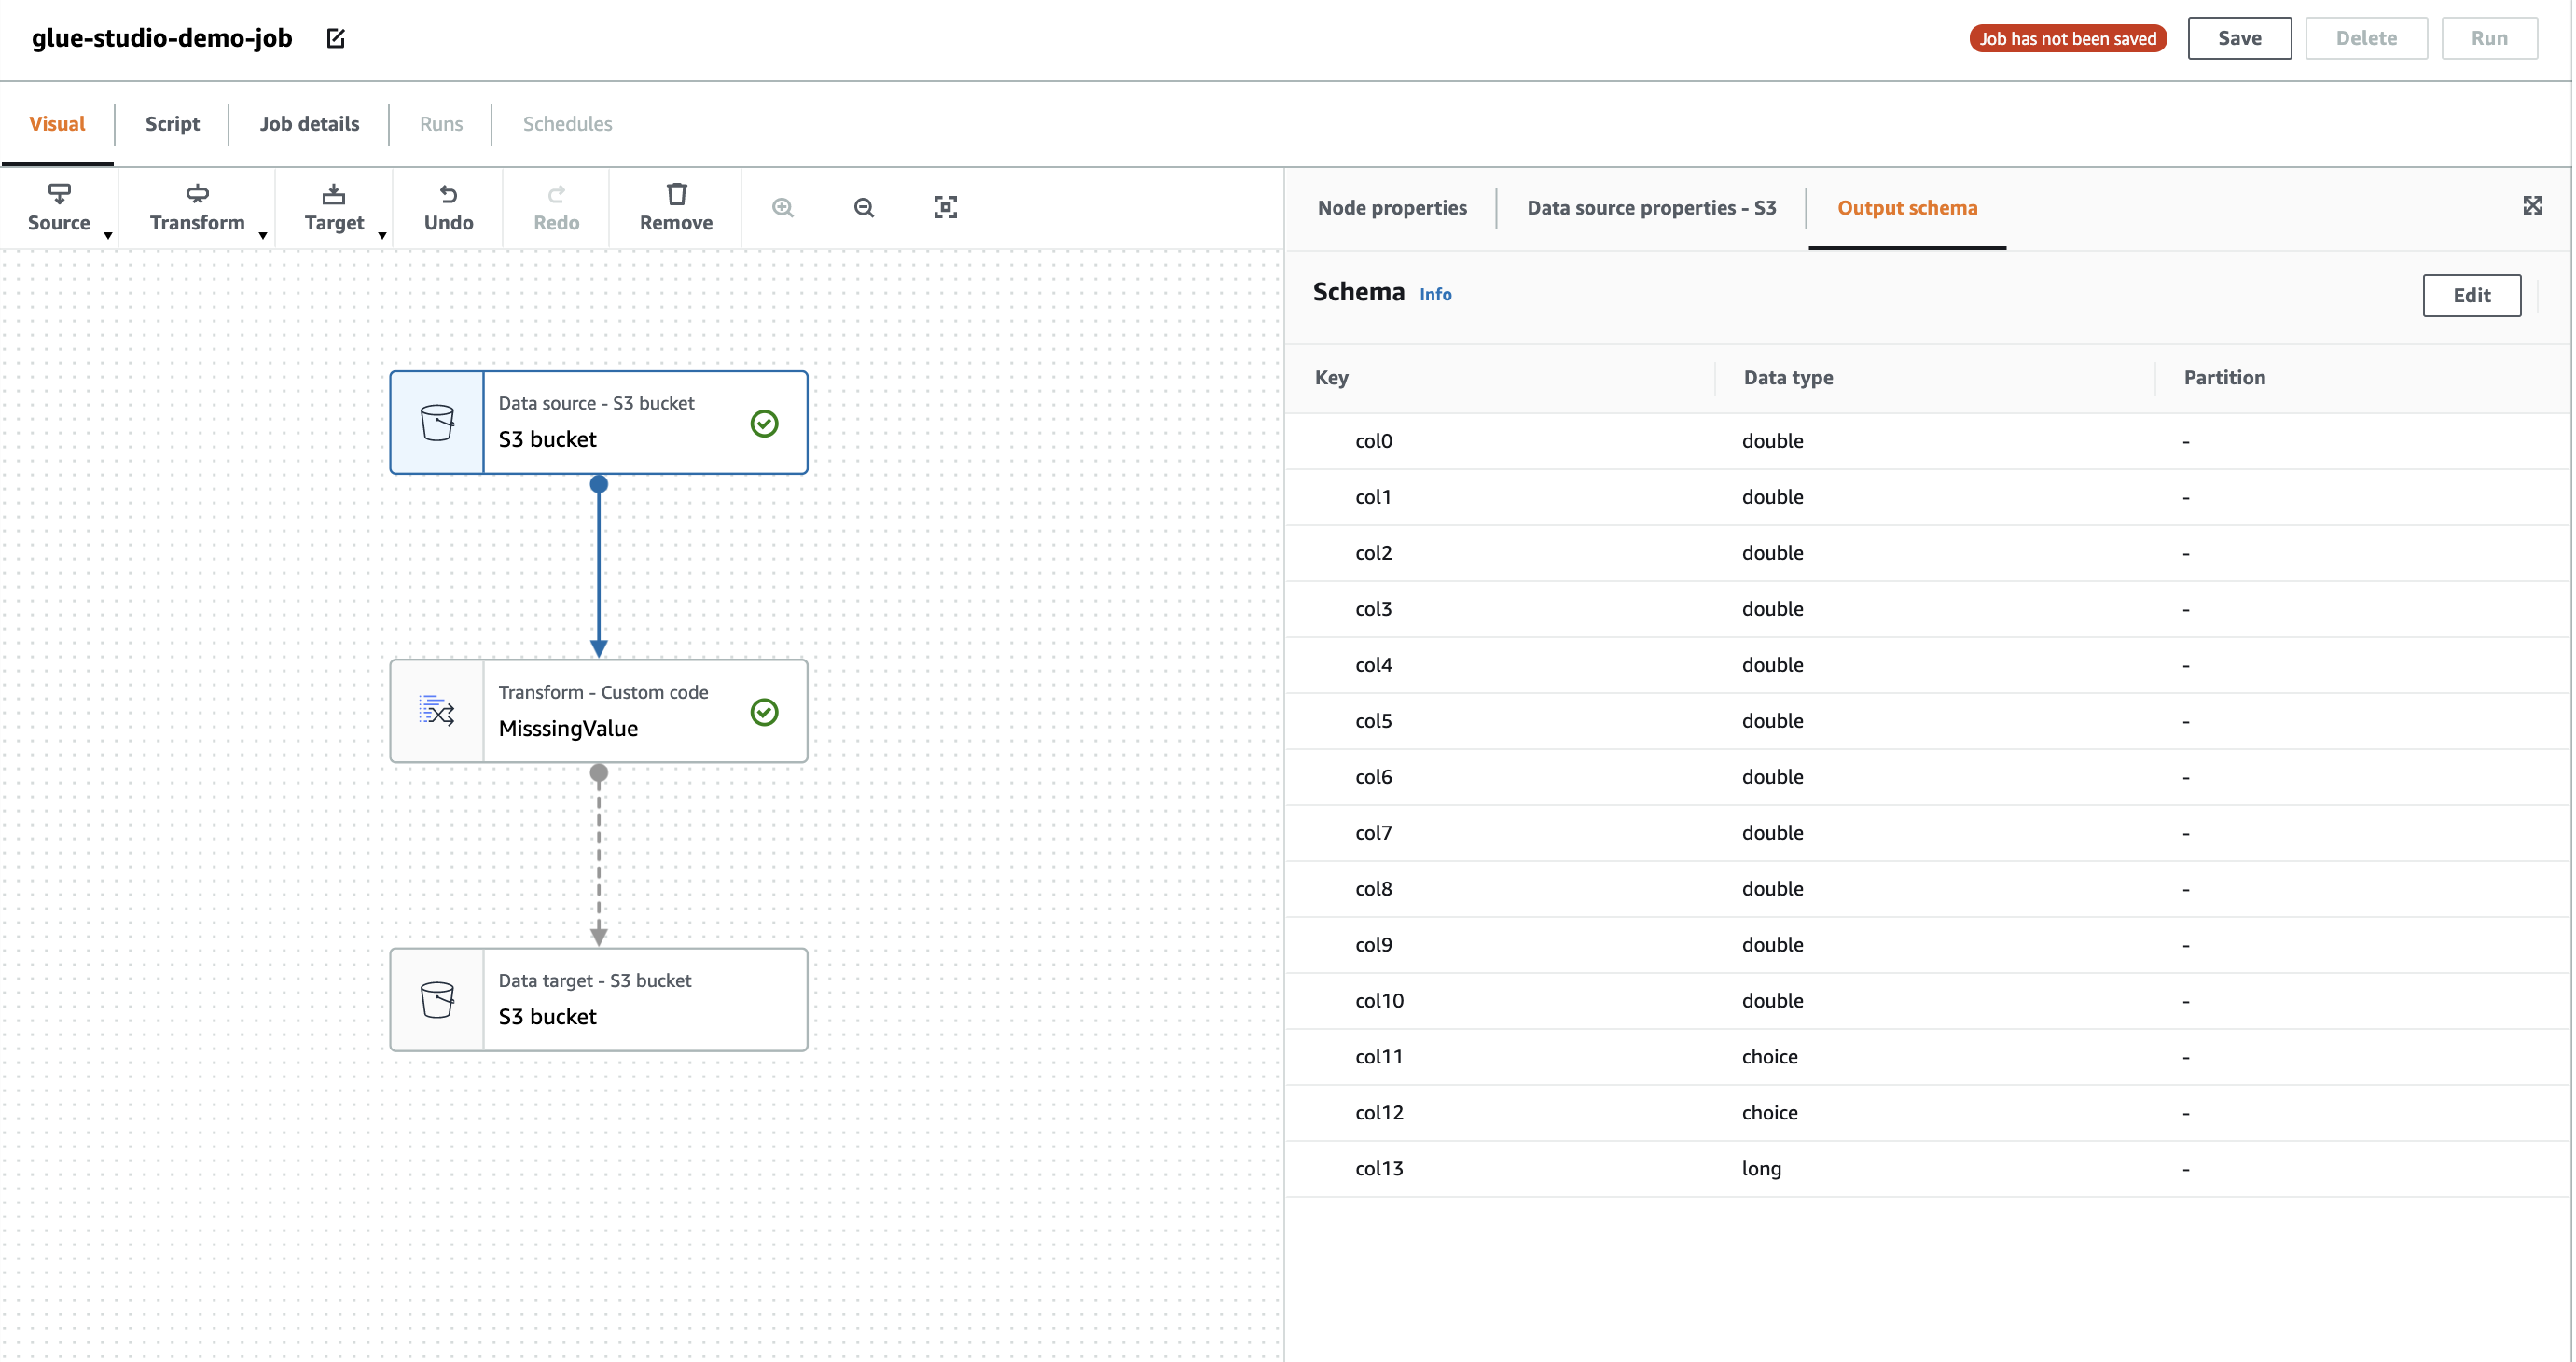 glue-studio-demo-job
Job has not been saved
Save
Delete
Run
Visual
Script
Job details
Runs
Schedules
Source
Transform
Target
Undo
Redo
Remove
Node properties
Data source properties - S3
Output schema
Data source - S3 bucket
S3 bucket
Transform - Custom code
MisssingValue
Data target - S3 bucket
S3 bucket
Schema Info
Edit
Key Data type Partition
col0 double -
col1 double -
col2 double -
col3 double -
col4 double -
col5 double -
col6 double -
col7 double -
col8 double -
col9 double -
col10 double -
col11 choice -
col12 choice -
col13 long -